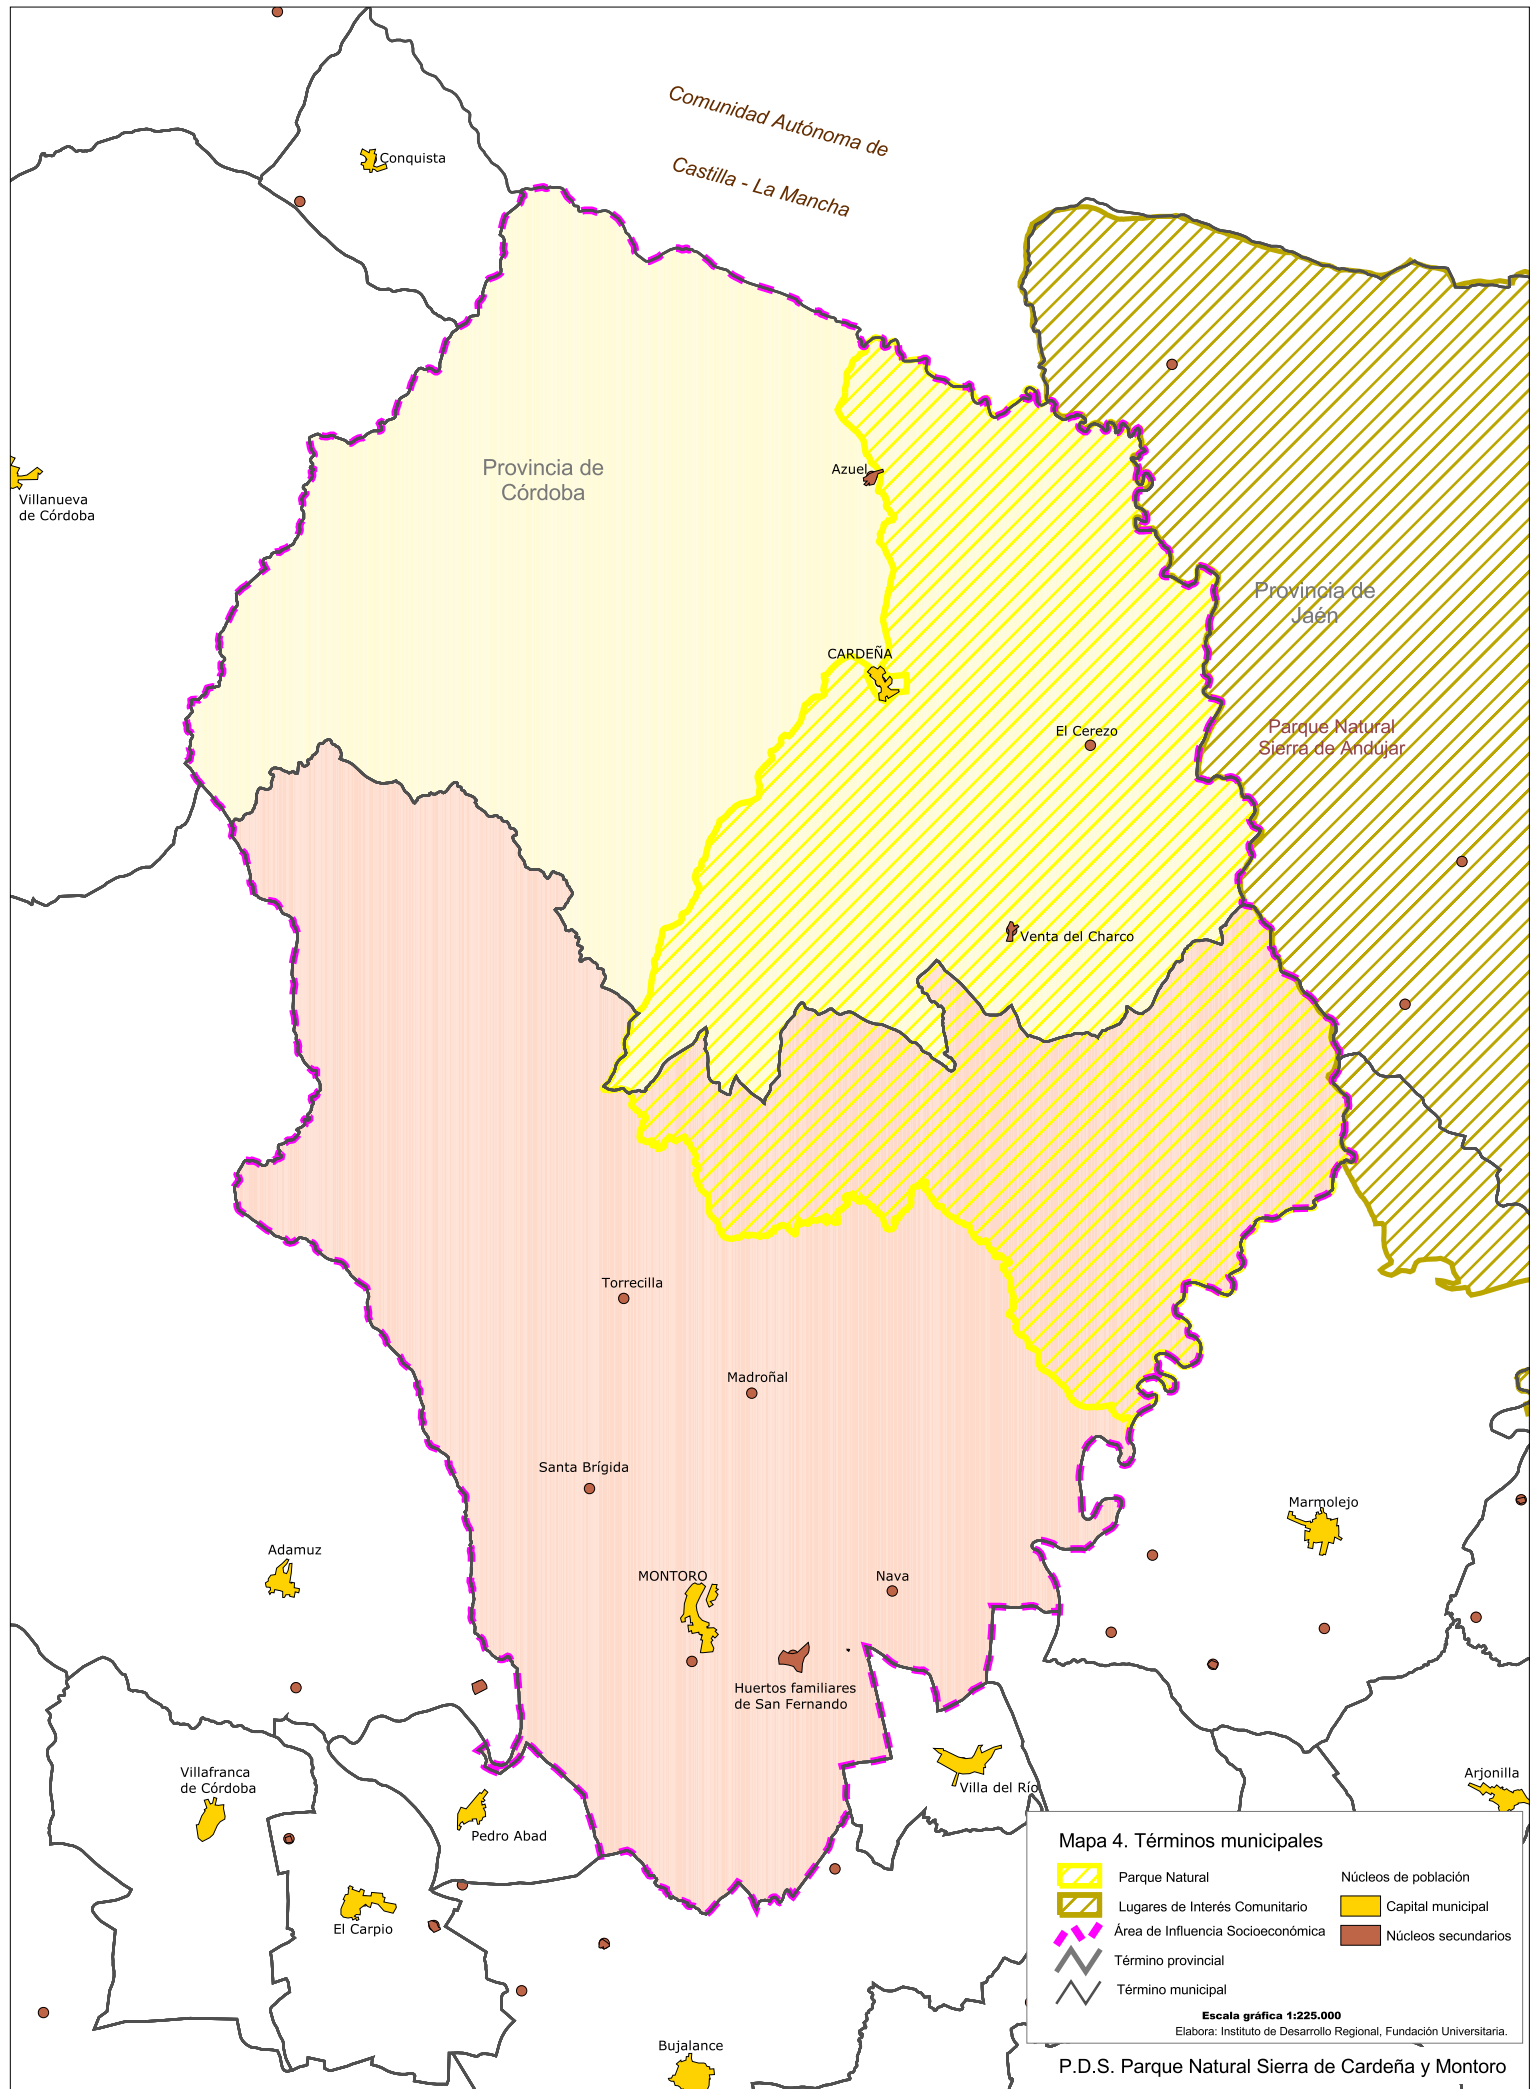 Comunidad Autónoma de
Castilla - La Mancha
Conquista
Villanueva
de Córdoba
Provincia de
Córdoba
Azuel
Provincia de
Jaén
CARDEÑA
El Cerezo
Parque Natural
Sierra de Andujar
Venta del Charco
Torrecilla
Madroñal
Santa Brígida
Marmolejo
Adamuz
MONTORO
Nava
Huertos familiares
de San Fernando
Villafranca
de Córdoba
Villa del Río
Arjonilla
Pedro Abad
El Carpio
Bujalance
Mapa 4. Términos municipales
Parque Natural
Lugares de Interés Comunitario
Área de Influencia Socioeconómica
Término provincial
Término municipal
Núcleos de población
Capital municipal
Núcleos secundarios
Escala gráfica 1:225.000
Elabora: Instituto de Desarrollo Regional, Fundación Universitaria.
P.D.S. Parque Natural Sierra de Cardeña y Montoro